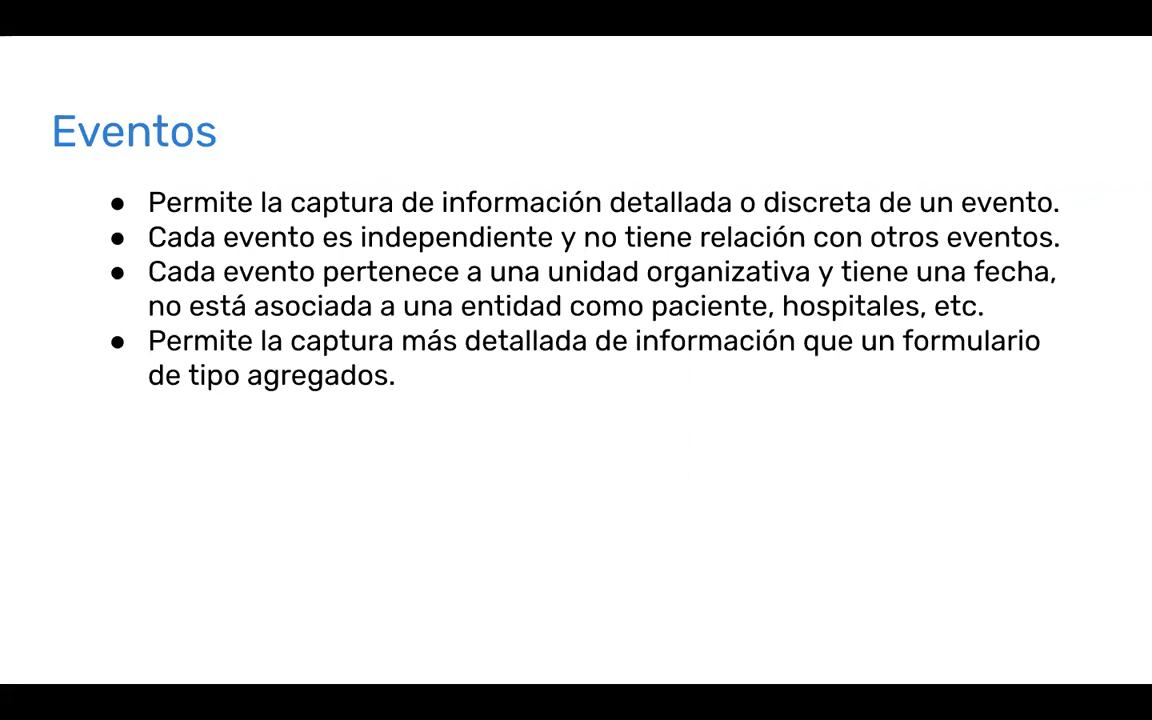 Eventos
● Permite la captura de información detallada o discreta de un evento.
● Cada evento es independiente y no tiene relación con otros eventos.
● Cada evento pertenece a una unidad organizativa y tiene una fecha,
no está asociada a una entidad como paciente, hospitales, etc.
● Permite la captura más detallada de información que un formulario
de tipo agregados.